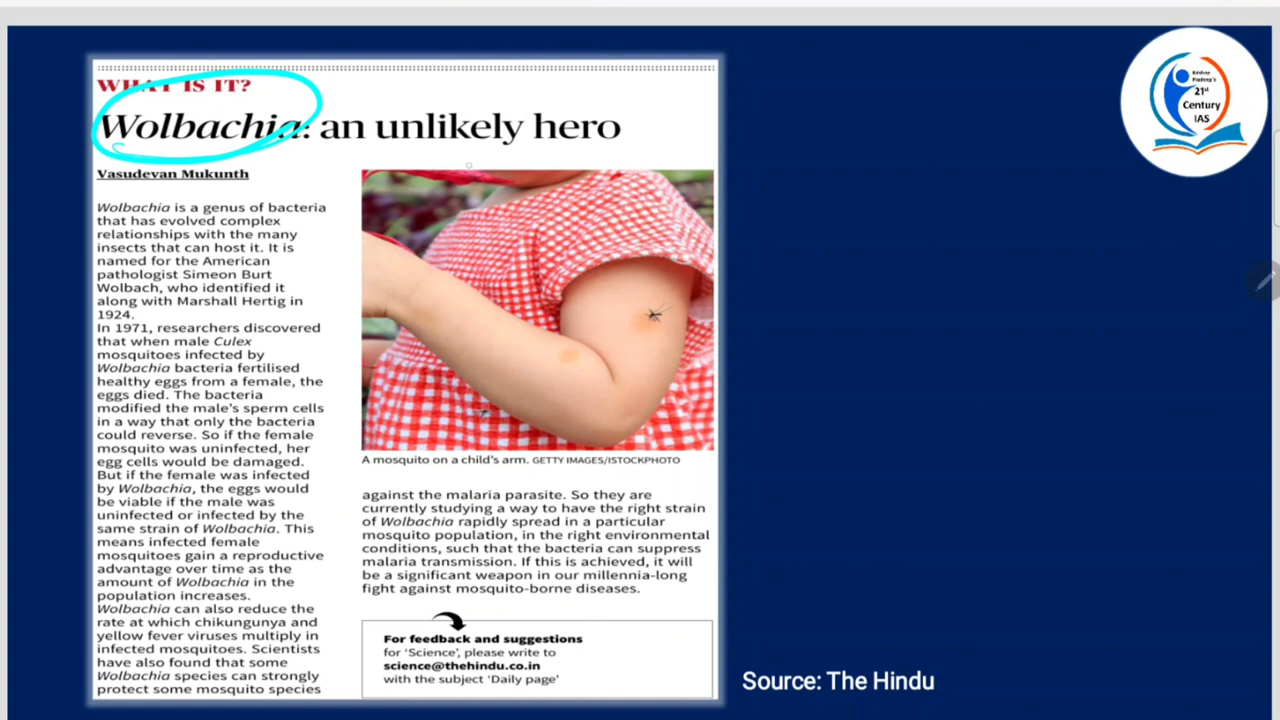 WHAT IS IT?
Wolbachia: an unlikely hero
Vasudevan Mukunth
Wolbachia is a genus of bacteria
that has evolved complex
relationships with the many
insects that can host it. It is
named for the American
pathologist Simeon Burt
Wolbach, who identified it
along with Marshall Hertig in
1924.
In 1971, researchers discovered
that when male Culex
mosquitoes infected by
Wolbachia bacteria fertilised
healthy eggs from a female, the
eggs died. The bacteria
modified the male's sperm cells
in a way that only the bacteria
could reverse. So if the female
mosquito was uninfected, her
egg cells would be damaged.
But if the female was infected
by Wolbachia, the eggs would
be viable if the male was
uninfected or infected by the
same strain of Wolbachia. This
means infected female
mosquitoes gain a reproductive
advantage over time as the
amount of Wolbachia in the
population increases.
Wolbachia can also reduce the
rate at which chikungunya and
yellow fever viruses multiply in
infected mosquitoes. Scientists
have also found that some
Wolbachia species can strongly
protect some mosquito species
A mosquito on a child's arm. GETTY IMAGES/ISTOCKPHOTO
against the malaria parasite. So they are
currently studying a way to have the right strain
of Wolbachia rapidly spread in a particular
mosquito population, in the right environmental
conditions, such that the bacteria can suppress
malaria transmission. If this is achieved, it will
be a significant weapon in our millennia-long
fight against mosquito-borne diseases.
For feedback and suggestions
for 'Science', please write to
science@thehindu.co.in
with the subject 'Daily page'
Krishna
Pradeep's
21st
Century
IAS
Source: The Hindu